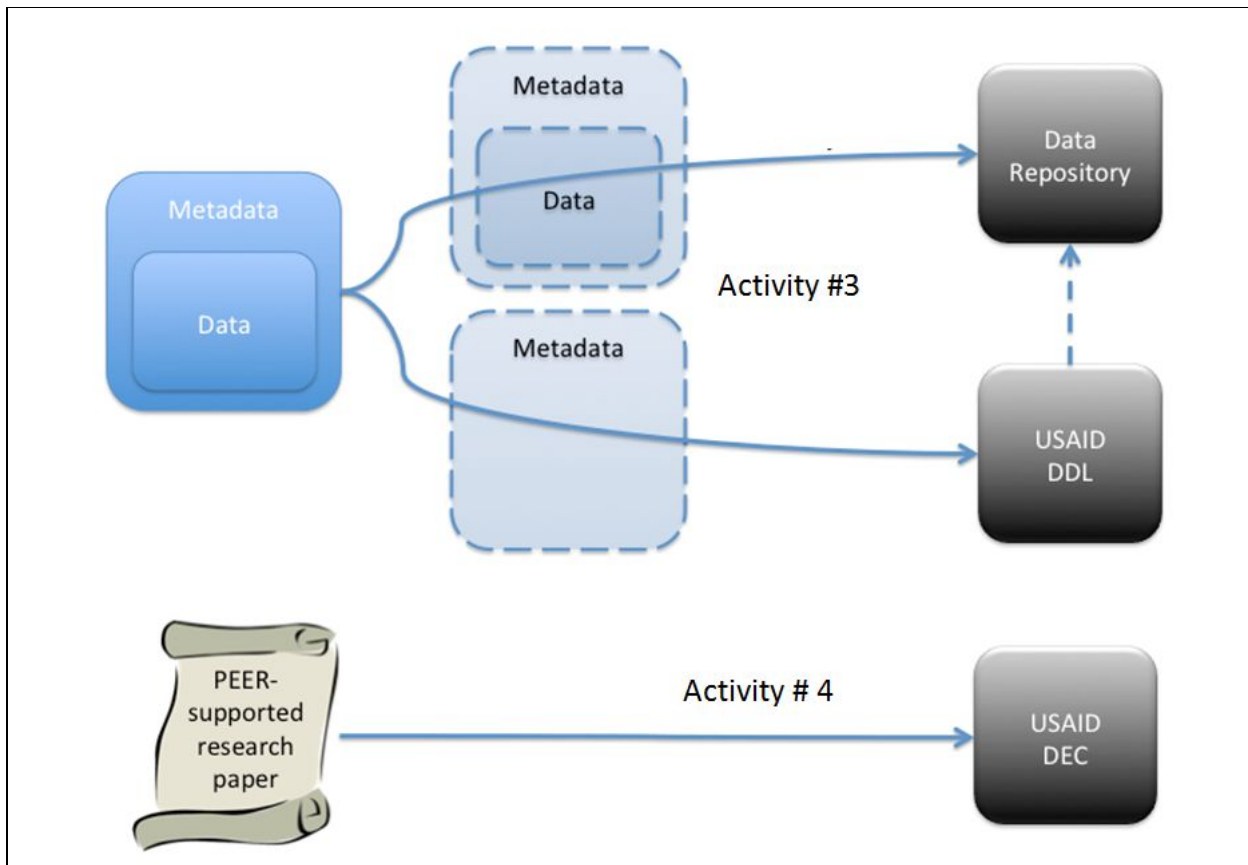 Metadata
Data
Metadata
Data
Data
Repository
Activity #3
Metadata
USAID
DDL
PEER-
supported
research
paper
Activity # 4
USAID
DEC